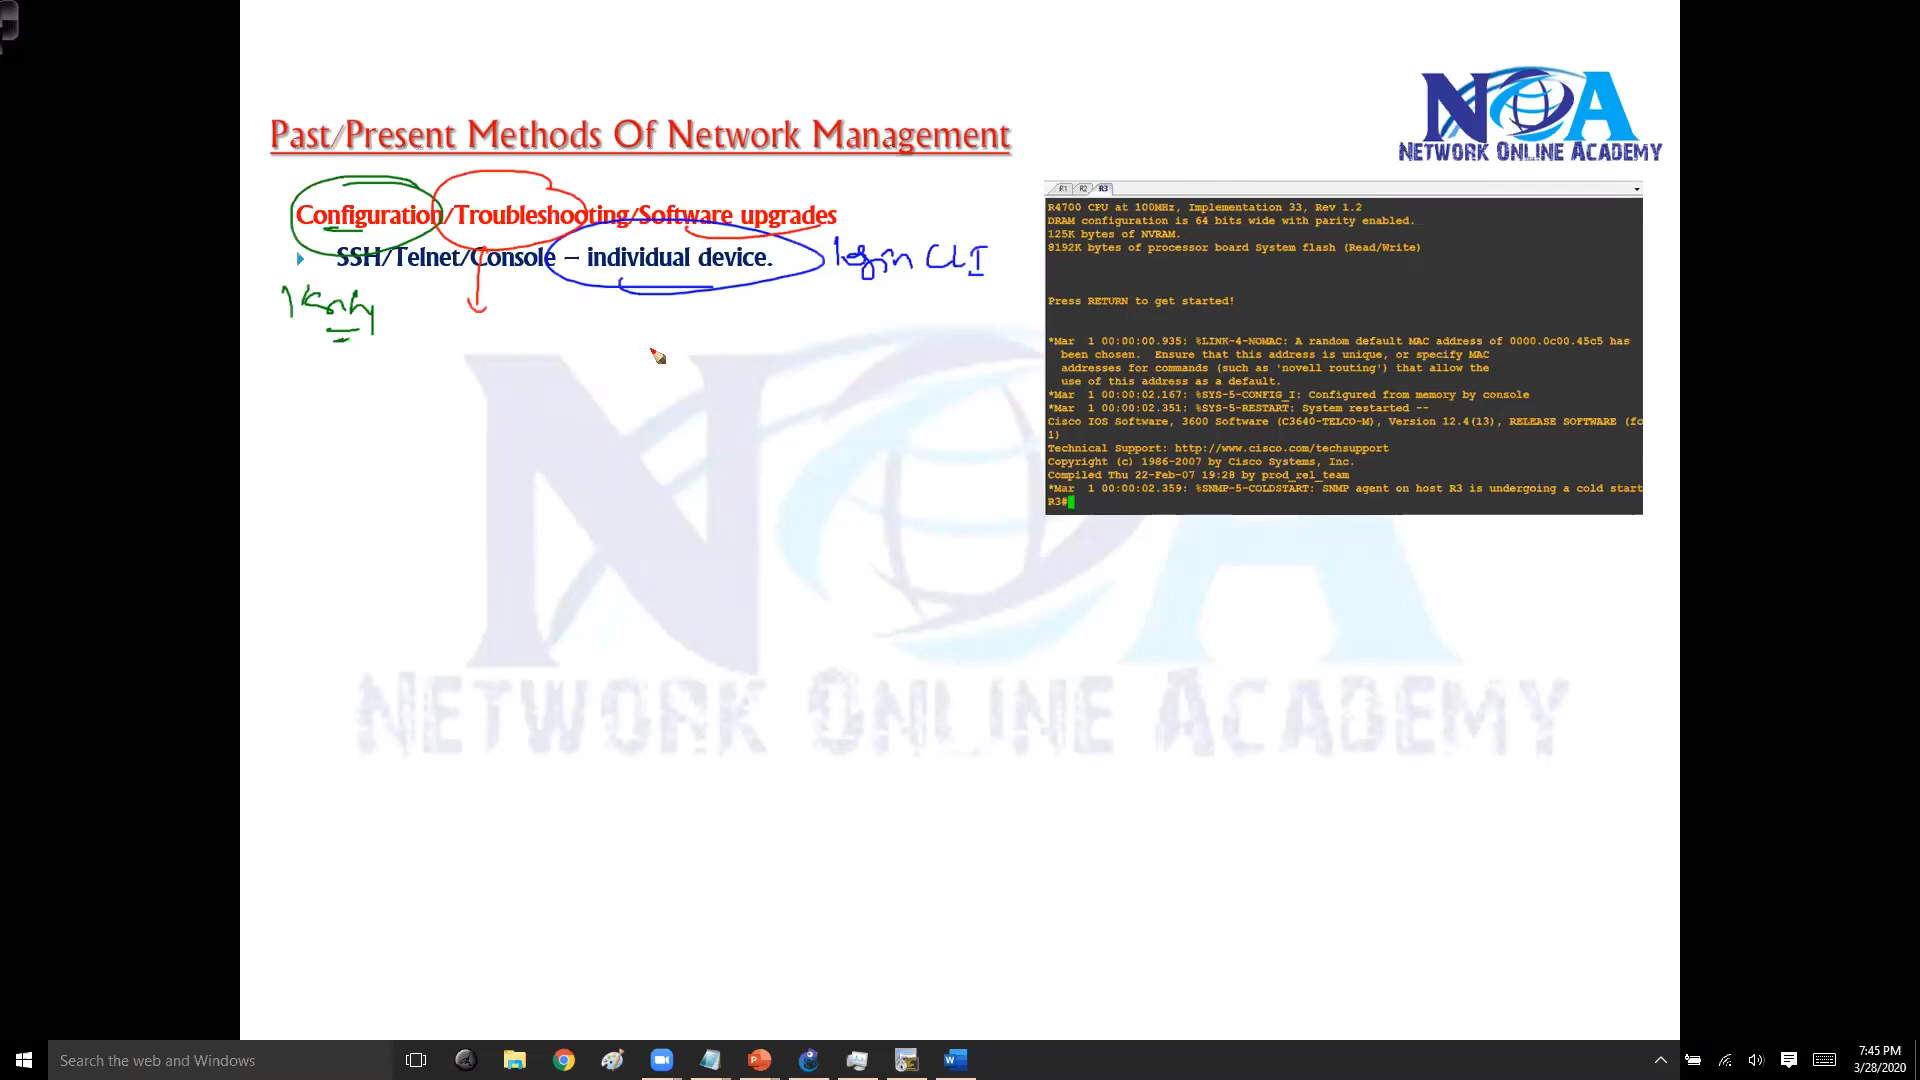 NOA
NETWORK ONLINE ACADEMY
Past/Present Methods Of Network Management
Configuration/Troubleshooting/Software upgrades
SSH/Telnet/Console – individual device.
login CLI
R1 R2 R3
R4700 CPU at 100MHz, Implementation 33, Rev 1.2
DRAM configuration is 64 bits wide with parity enabled.
125K bytes of NVRAM.
8192K bytes of processor board System flash (Read/Write)
Press RETURN to get started!
*Mar  1 00:00:00.935: %LINK-4-NOMAC: A random default MAC address of 0000.0c00.45c5 has
been chosen.  Ensure that this address is unique, or specify MAC
addresses for commands (such as 'novell routing') that allow the
use of this address as a default.
*Mar  1 00:00:02.167: %SYS-5-CONFIG_I: Configured from memory by console
*Mar  1 00:00:02.351: %SYS-5-RESTART: System restarted --
Cisco IOS Software, 3600 Software (C3640-TELCO-M), Version 12.4(13), RELEASE SOFTWARE (fc
1)
Technical Support: http://www.cisco.com/techsupport
Copyright (c) 1986-2007 by Cisco Systems, Inc.
Compiled Thu 22-Feb-07 19:28 by prod_rel_team
*Mar  1 00:00:02.359: %SNMP-5-COLDSTART: SNMP agent on host R3 is undergoing a cold start
R3#
NOA
NETWORK ONLINE ACADEMY
Search the web and Windows
7:45 PM
3/28/2020